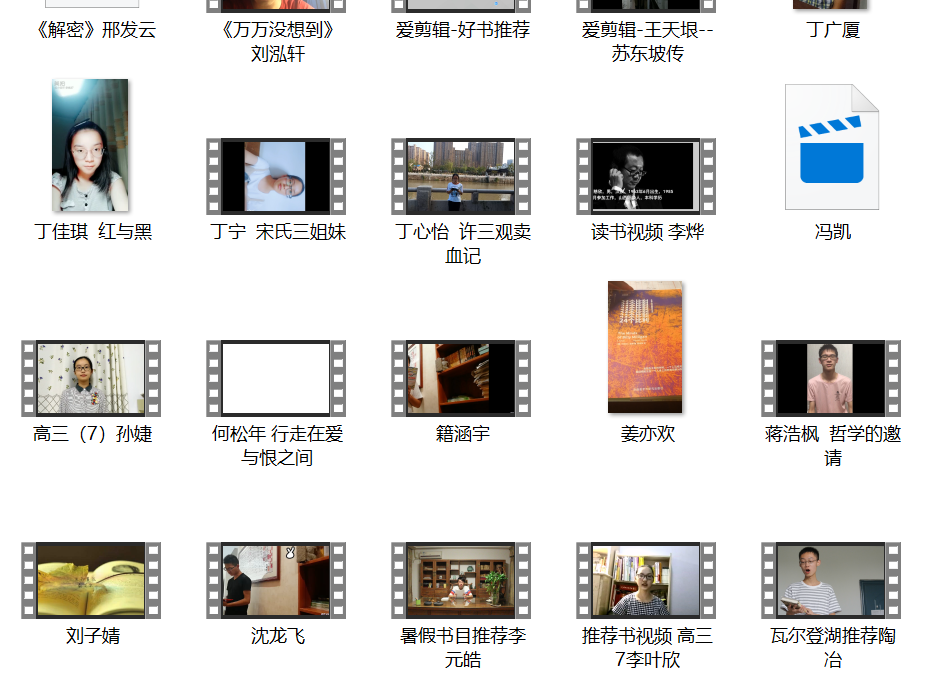 《解密》邢发云
《万万没想到》
刘泓轩
爱剪辑-好书推荐
爱剪辑-王天垠--
苏东坡传
丁广厦
丁佳琪 红与黑
丁宁 宋氏三姐妹
丁心怡 许三观卖
血记
读书视频 李烨
冯凯
高三（7）孙婕
何松年 行走在爱
与恨之间
籍涵宇
姜亦欢
蒋浩枫 哲学的邀
请
刘子婧
沈龙飞
暑假书目推荐李
元皓
推荐书视频 高三
7李叶欣
瓦尔登湖推荐陶
冶